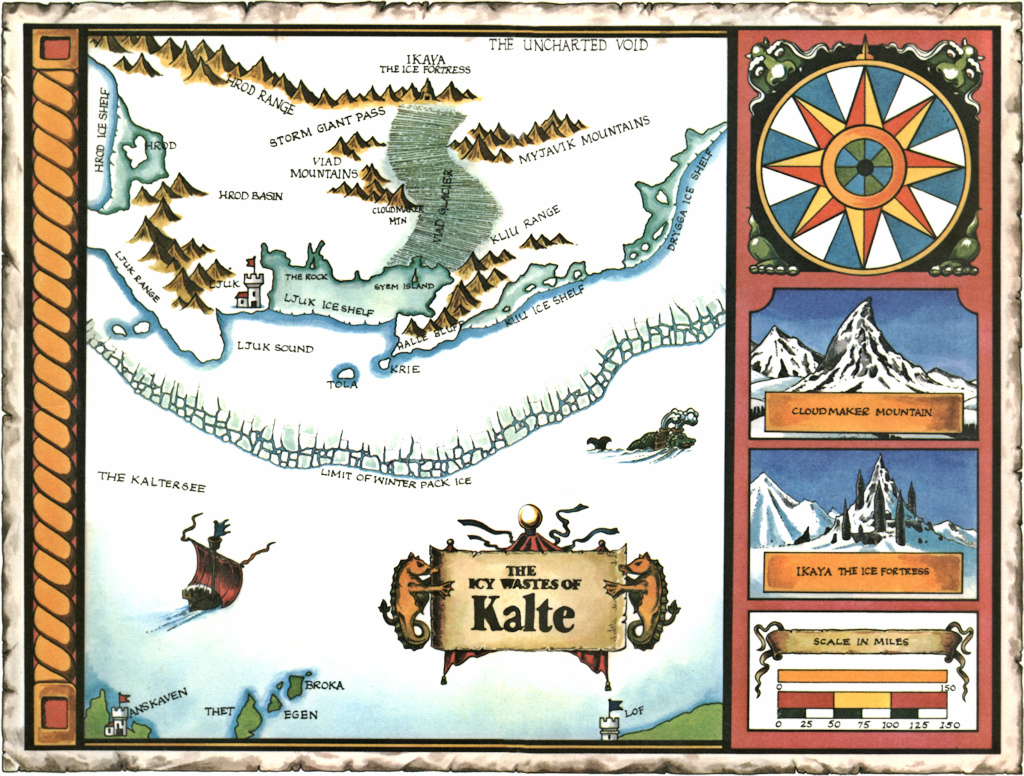 THE UNCHARTED VOID
IKAYA
THE ICE FORTRESS
HROD RANGE
STORM GIANT PASS
HROD ICE SHELF
HROD
VIAD
MOUNTAINS
MYJAVIK MOUNTAINS
HROD BASIN
CLOUDMAKER
MTN
VIAD GLACIER
DRIGGA ICE SHELF
KLIU RANGE
LJUK RANGE
LJUK
THE ROCK
SYEM ISLAND
LJUK ICE SHELF
HALLE BLUFF
KUU ICE SHELF
LJUK SOUND
KRIE
TOLA
LIMIT OF WINTER PACK ICE
THE KALTERSEE
THE
ICY WASTES OF
Kalte
ANSKAVEN
THET
BROKA
EGEN
LOF
CLOUDMAKER MOUNTAIN
IKAYA THE ICE FORTRESS
SCALE IN MILES
0 150
0 25 50 75 100 125 150